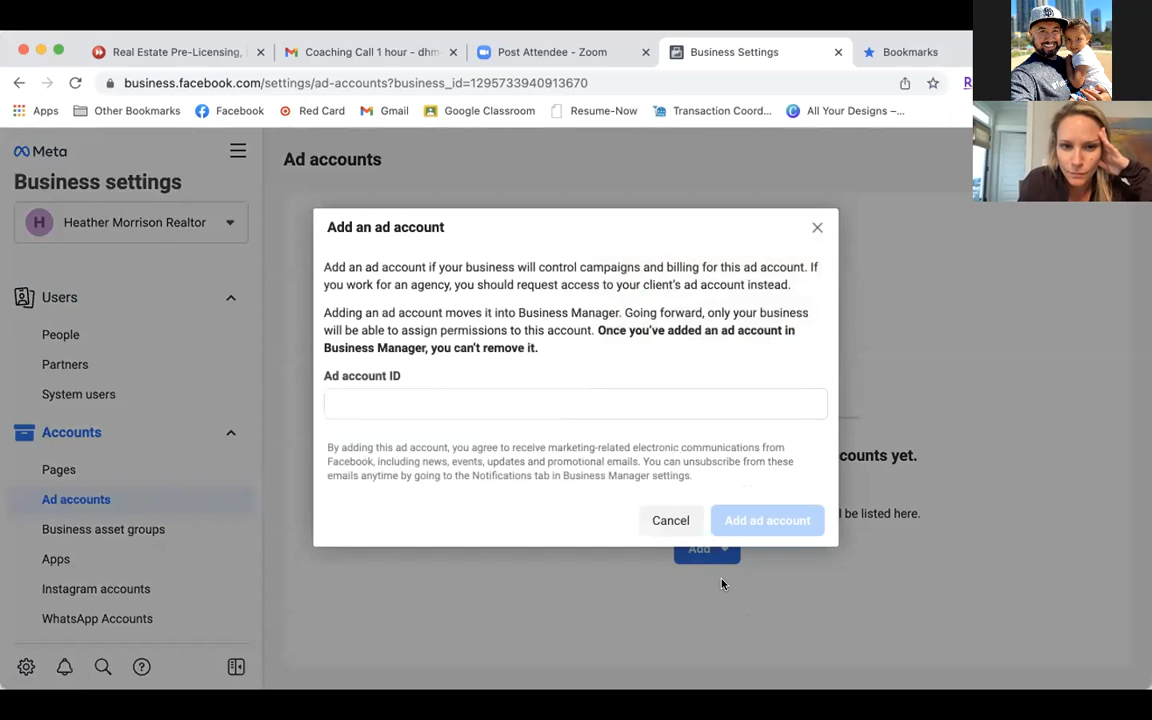 Real Estate Pre-Licensing,
Coaching Call 1 hour - dhm
Post Attendee - Zoom
Business Settings
Bookmarks
business.facebook.com/settings/ad-accounts?business_id=1295733940913670
Apps
Other Bookmarks
Facebook
Red Card
Gmail
Google Classroom
Resume-Now
Transaction Coord...
All Your Designs –...
Meta
Business settings
H
Heather Morrison Realtor
Users
People
Partners
System users
Accounts
Pages
Ad accounts
Business asset groups
Apps
Instagram accounts
WhatsApp Accounts
Ad accounts
Add an ad account
Add an ad account if your business will control campaigns and billing for this ad account. If
you work for an agency, you should request access to your client's ad account instead.
Adding an ad account moves it into Business Manager. Going forward, only your business
will be able to assign permissions to this account. Once you've added an ad account in
Business Manager, you can't remove it.
Ad account ID
By adding this ad account, you agree to receive marketing-related electronic communications from
Facebook, including news, events, updates and promotional emails. You can unsubscribe from these
emails anytime by going to the Notifications tab in Business Manager settings.
Cancel
Add ad account
counts yet.
l be listed here.
Add